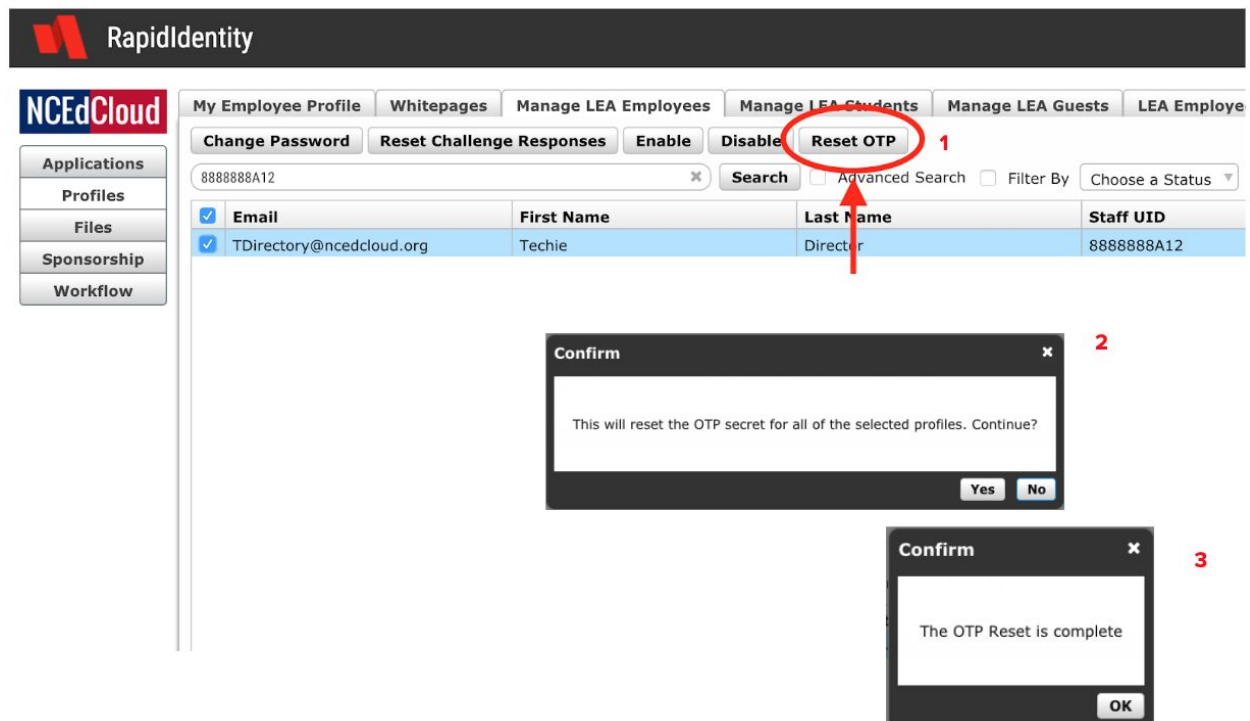 RapidIdentity
NCEdCloud
My Employee Profile Whitepages Manage LEA Employees Manage LEA Students Manage LEA Guests LEA Employe
Change Password Reset Challenge Responses Enable Disable Reset OTP 1
Applications
8888888A12 Search Advanced Search Filter By Choose a Status
Profiles
Email First Name Last Name Staff UID
Files
TDirectory@ncedcloud.org Techie Director 8888888A12
Sponsorship
Workflow
Confirm 2
This will reset the OTP secret for all of the selected profiles. Continue?
Yes No
Confirm 3
The OTP Reset is complete
OK